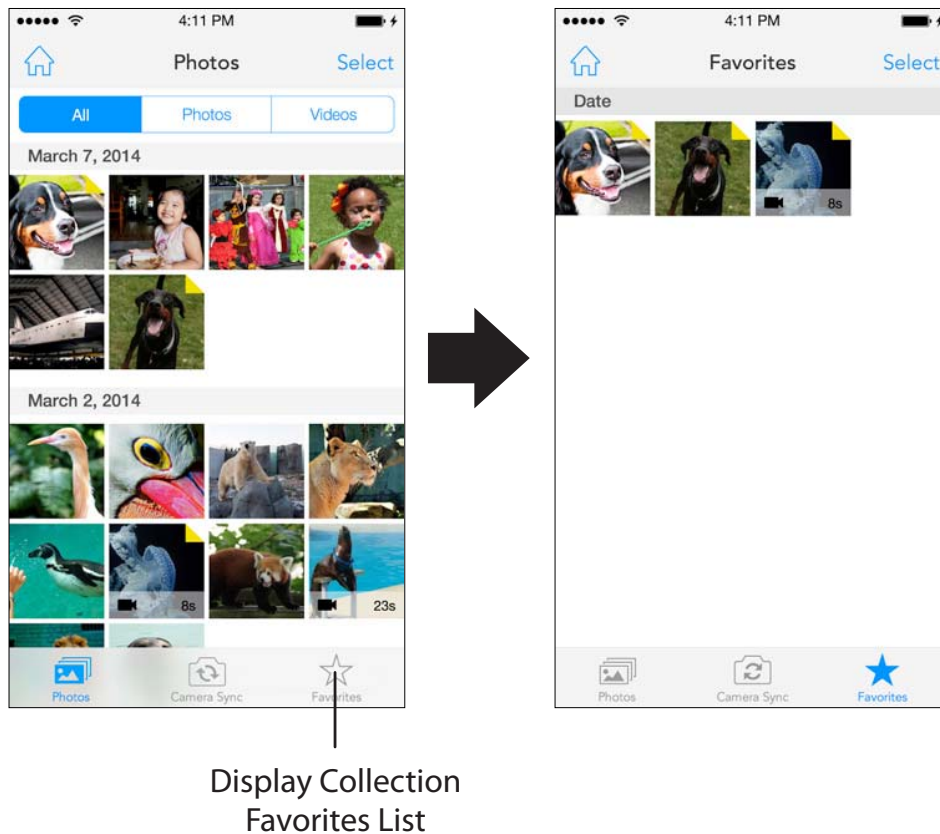 4:11 PM
Photos
Select
All
Photos
Videos
March 7, 2014
March 2, 2014
8s
23s
Photos
Camera Sync
Favorites
Display Collection
Favorites List
4:11 PM
Favorites
Select
Date
8s
Photos
Camera Sync
Favorites